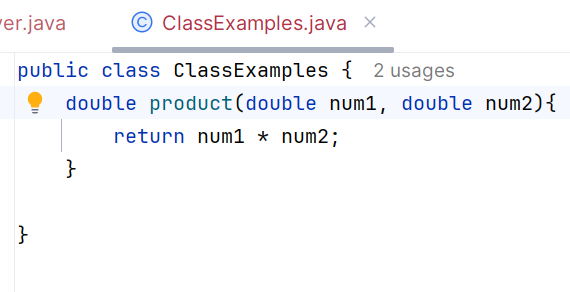 ver.java
ClassExamples.java
public class ClassExamples { 2 usages
double product(double num1, double num2){
return num1 * num2;
}
}